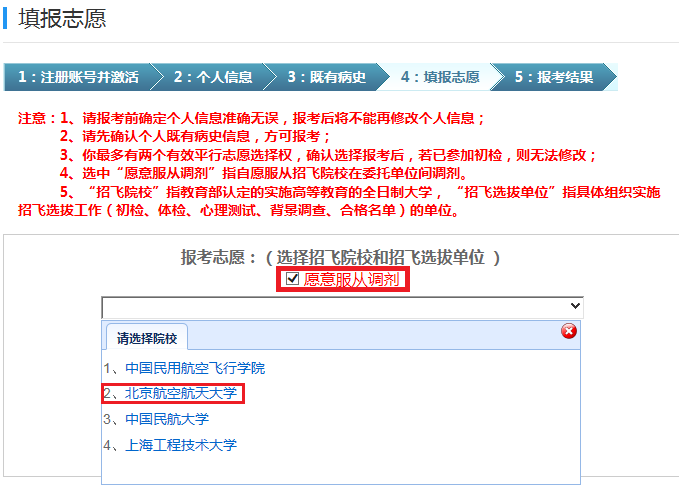 填报志愿
1：注册账号并激活
2：个人信息
3：既有病史
4：填报志愿
5：报考结果
注意：1、请报考前确定个人信息准确无误，报考后将不能再修改个人信息；
2、请先确认个人既有病史信息，方可报考；
3、你最多有两个有效平行志愿选择权，确认选择报考后，若已参加初检，则无法修改；
4、选中“愿意服从调剂”指自愿服从招飞院校在委托单位间调剂。
5、“招飞院校”指教育部认定的实施高等教育的全日制大学，“招飞选拔单位”指具体组织实施
招飞选拔工作（初检、体检、心理测试、背景调查、合格名单）的单位。
报考志愿：（选择招飞院校和招飞选拔单位 ）
愿意服从调剂
请选择院校
1、中国民用航空飞行学院
2、北京航空航天大学
3、中国民航大学
4、上海工程技术大学